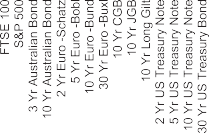 FTSE 100
S&P 500
3 Yr Australian Bond
10 Yr Australian Bond
2 Yr Euro -Schatz
5 Yr Euro -Bobl
10 Yr Euro -Bund
30 Yr Euro -Buxl
10 Yr CGB
10 Yr JGB
10 Yr Long Gilt
2 Yr US Treasury Note
5 Yr US Treasury Note
10 Yr US Treasury Note
30 Yr US Treasury Bond